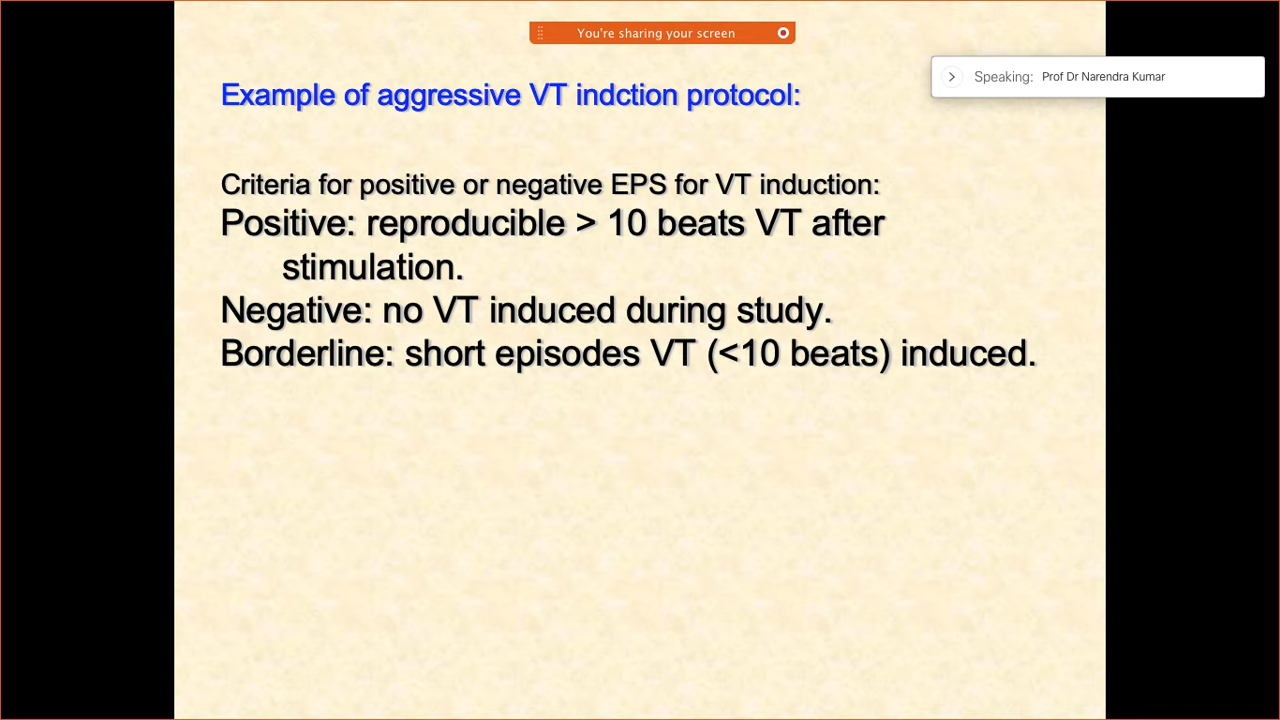 You're sharing your screen
Speaking: Prof Dr Narendra Kumar
Example of aggressive VT indction protocol:
Criteria for positive or negative EPS for VT induction:
Positive: reproducible > 10 beats VT after
stimulation.
Negative: no VT induced during study.
Borderline: short episodes VT (<10 beats) induced.